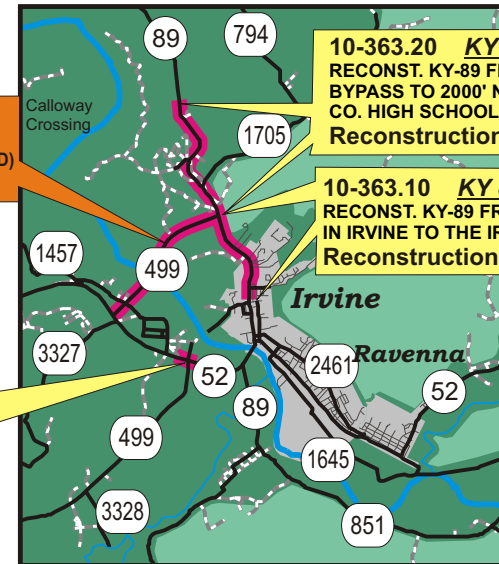 89
794
10-363.20 KY
RECONST. KY-89 F
BYPASS TO 2000' N
CO. HIGH SCHOOL.
Reconstruction
Calloway
Crossing
D)
1705
10-363.10 KY
RECONST. KY-89 FR
IN IRVINE TO THE IR
Reconstruction
1457
499
Irvine
3327
2461
Ravenna
52
52
89
499
1645
3328
851